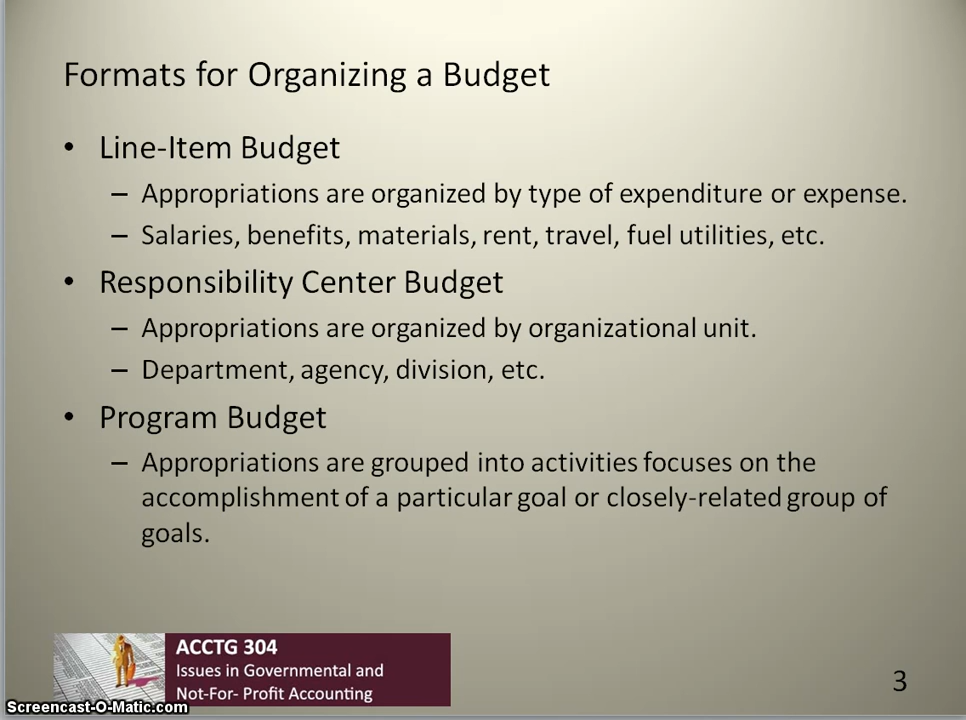 Formats for Organizing a Budget
• Line-Item Budget
– Appropriations are organized by type of expenditure or expense.
– Salaries, benefits, materials, rent, travel, fuel utilities, etc.
• Responsibility Center Budget
– Appropriations are organized by organizational unit.
– Department, agency, division, etc.
• Program Budget
– Appropriations are grouped into activities focuses on the
accomplishment of a particular goal or closely-related group of
goals.
ACCTG 304
Issues in Governmental and
Not-For- Profit Accounting
3
Screencast-O-Matic.com